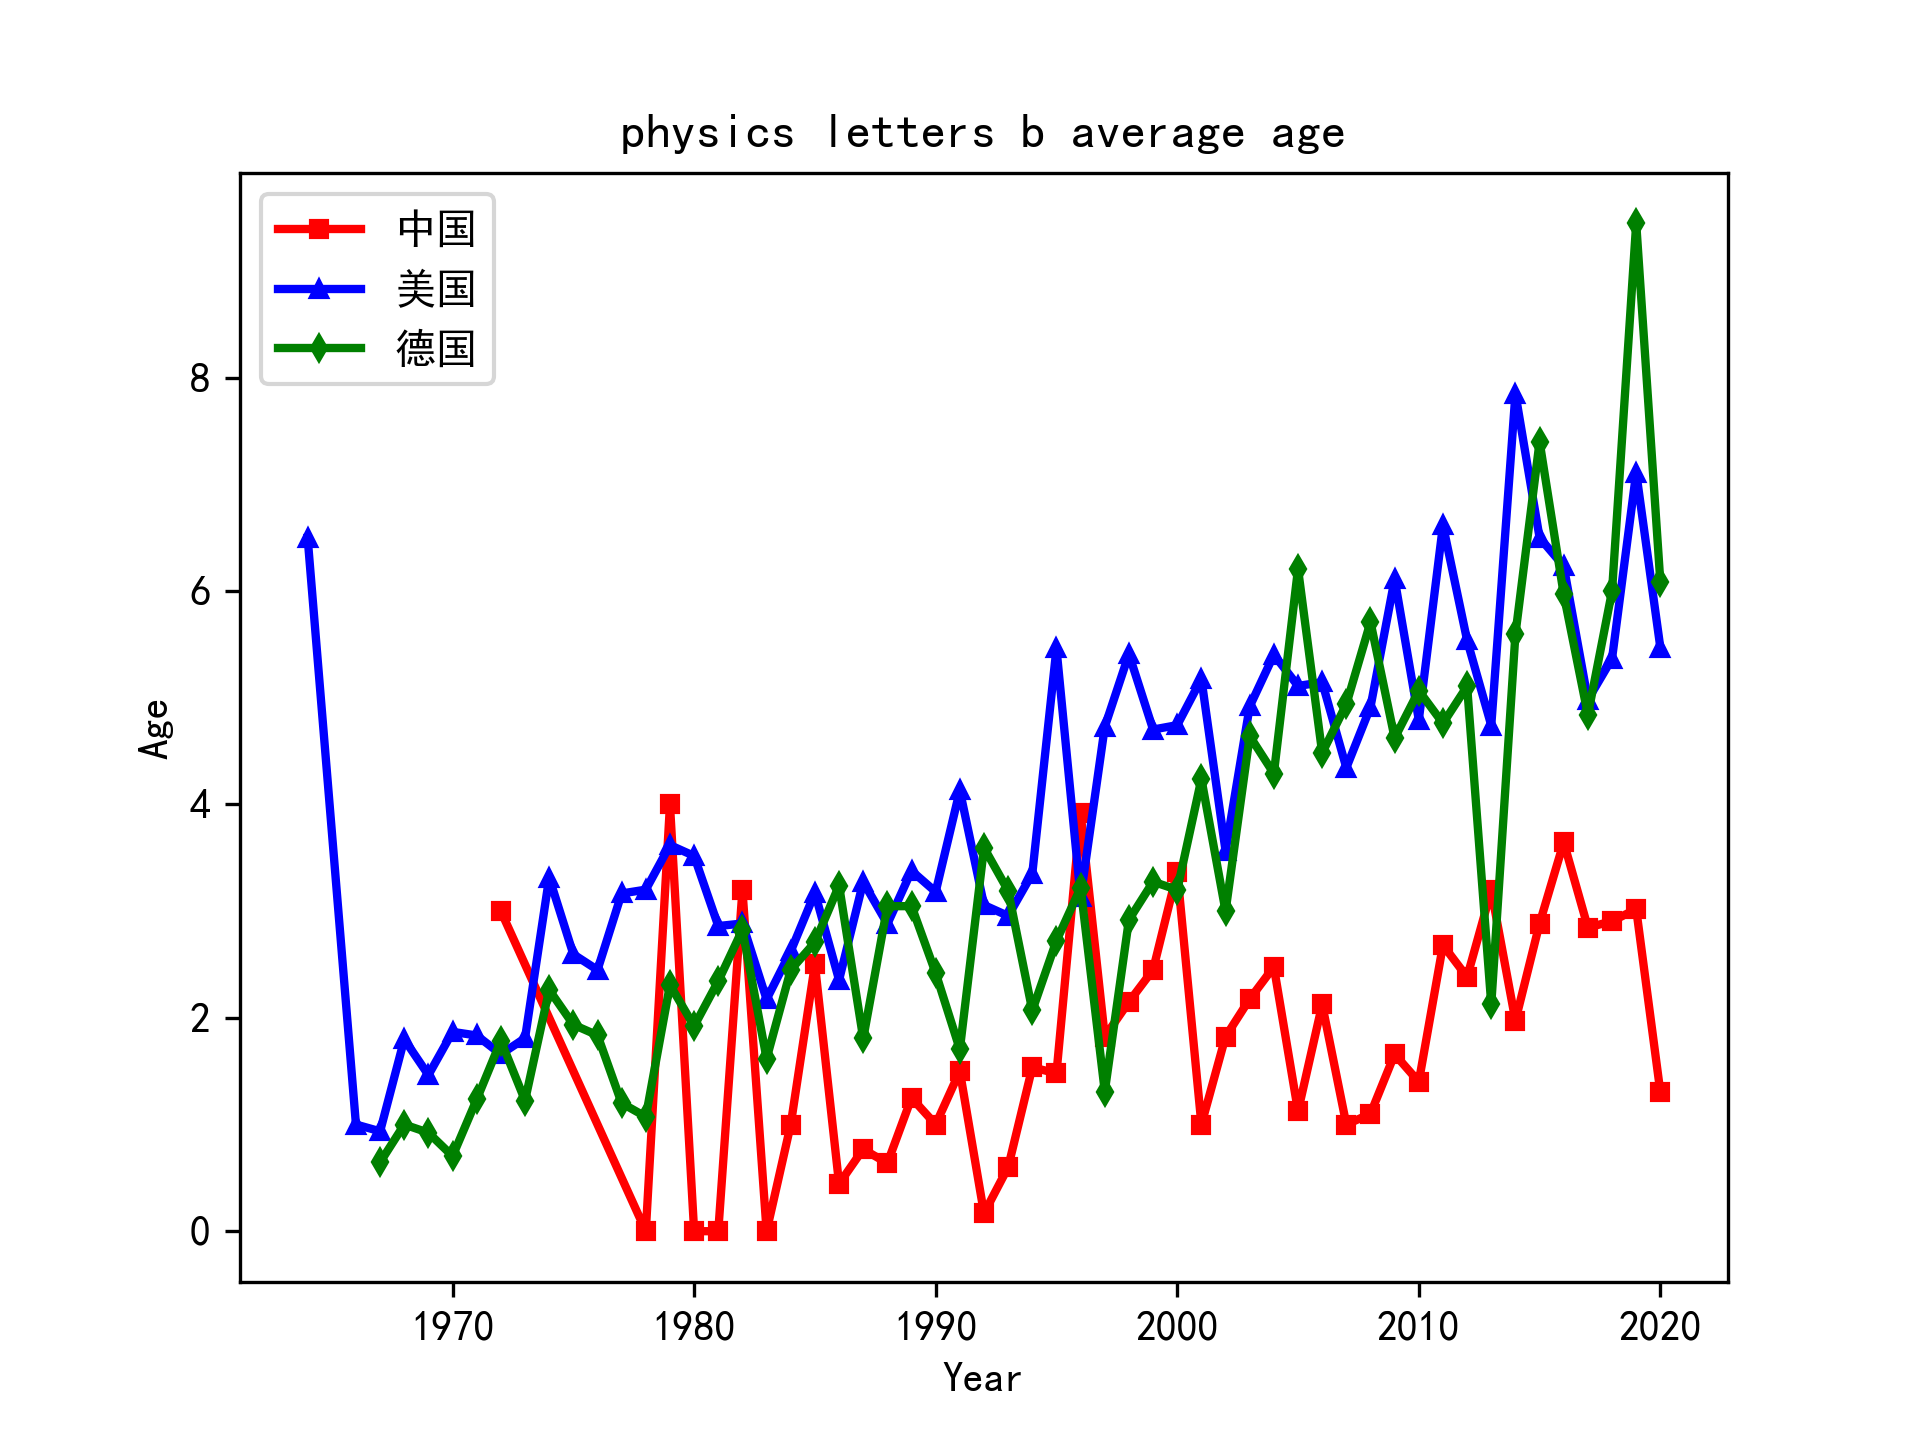 physics letters b average age
中国
美国
德国
8
6
4
2
0
Age
1970 1980 1990 2000 2010 2020
Year